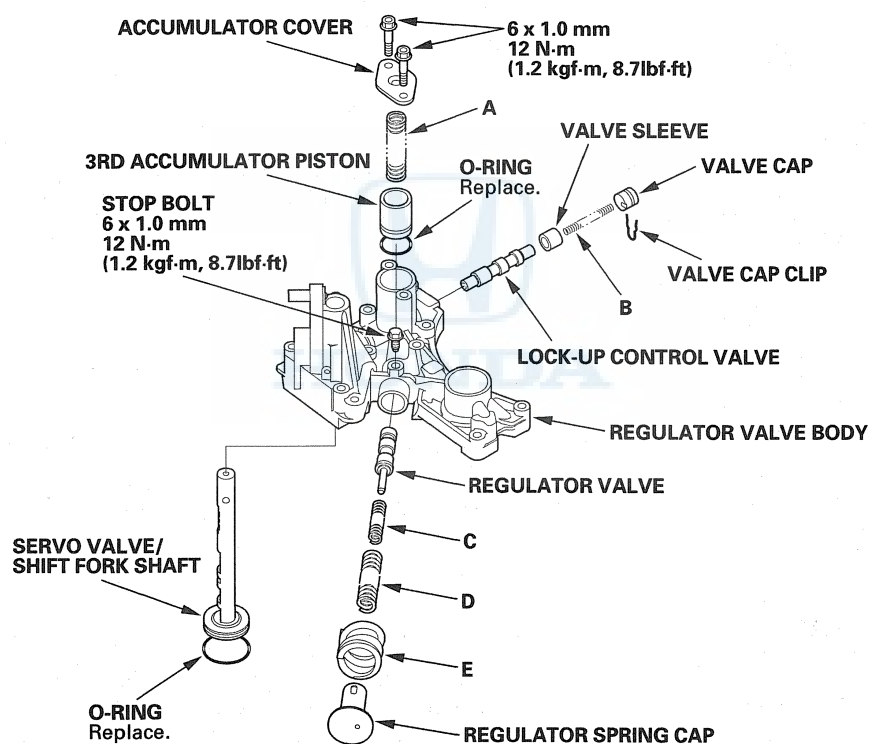 ACCUMULATOR COVER
6 x 1.0 mm
12 N·m
(1.2 kgf·m, 8.7lbf·ft)
A
VALVE SLEEVE
3RD ACCUMULATOR PISTON
O-RING
Replace.
VALVE CAP
STOP BOLT
6 x 1.0 mm
12 N·m
(1.2 kgf·m, 8.7lbf·ft)
VALVE CAP CLIP
B
LOCK-UP CONTROL VALVE
HONDA
REGULATOR VALVE BODY
REGULATOR VALVE
C
SERVO VALVE/
SHIFT FORK SHAFT
D
E
O-RING
Replace.
REGULATOR SPRING CAP